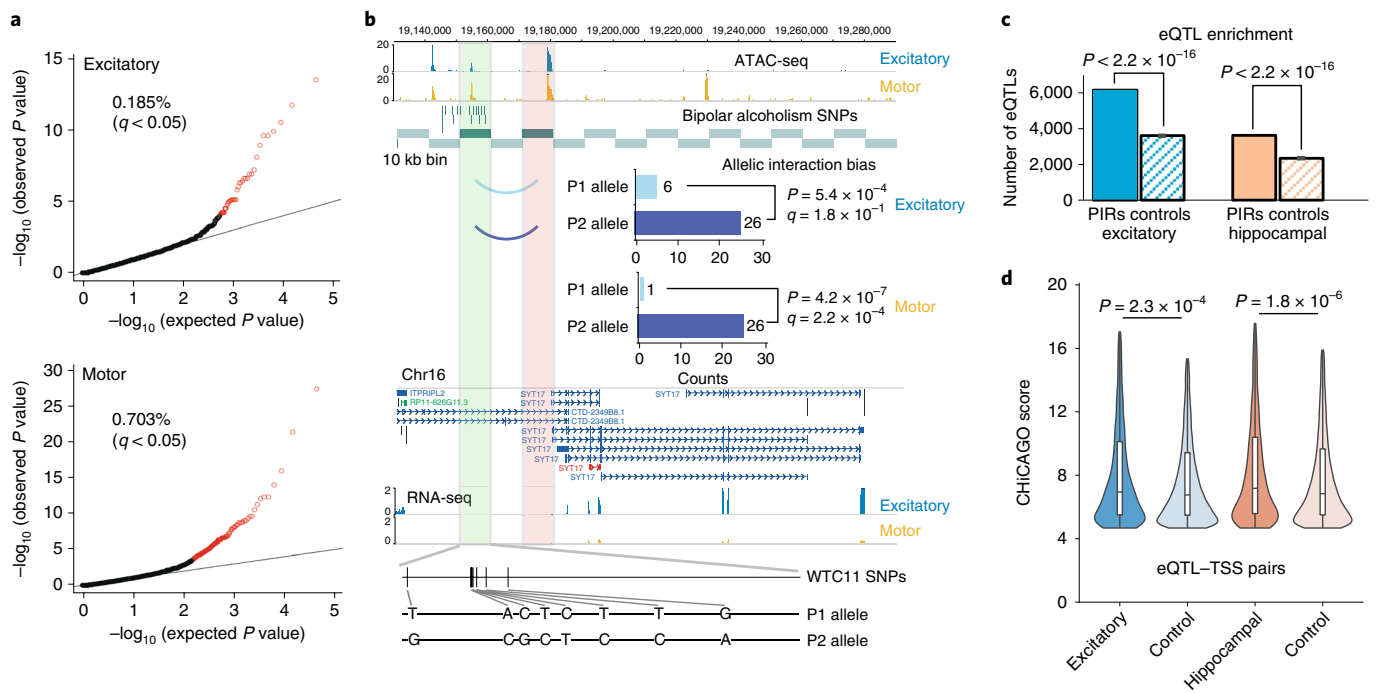 a
Excitatory
0.185%
(q < 0.05)
–log10 (observed P value)
15
10
5
0
0 1 2 3 4 5
–log10 (expected P value)
Motor
0.703%
(q < 0.05)
–log10 (observed P value)
30
25
20
15
10
5
0
0 1 2 3 4 5
–log10 (expected P value)
b
19,140,000 19,160,000 19,180,000 19,200,000 19,220,000 19,240,000 19,260,000 19,280,000
20
0
ATAC-seq
Excitatory
20
0
Motor
Bipolar alcoholism SNPs
10 kb bin
Allelic interaction bias
P1 allele 6
P2 allele 26
P = 5.4 × 10–4
q = 1.8 × 10–1
Excitatory
0 10 20 30
P1 allele 1
P2 allele 26
P = 4.2 × 10–7
q = 2.2 × 10–4
Motor
0 10 20 30
Counts
Chr16
ITPRIPL2
RP11-626G11.3
CTD-2349B8.1
CTD-2349B8.1
SYT17
SYT17
SYT17
SYT17
SYT17
SYT17
SYT17
SYT17
SYT17
2
0
RNA-seq
Excitatory
2
0
Motor
WTC11 SNPs
T A C T C T T G P1 allele
G C G C T C C A P2 allele
c
eQTL enrichment
P < 2.2 × 10–16
P < 2.2 × 10–16
Number of eQTLs
6,000
4,000
2,000
0
PIRs controls
excitatory
PIRs controls
hippocampal
d
20
16
12
8
4
0
CHiCAGO score
P = 2.3 × 10–4
P = 1.8 × 10–6
eQTL–TSS pairs
Excitatory
Control
Hippocampal
Control